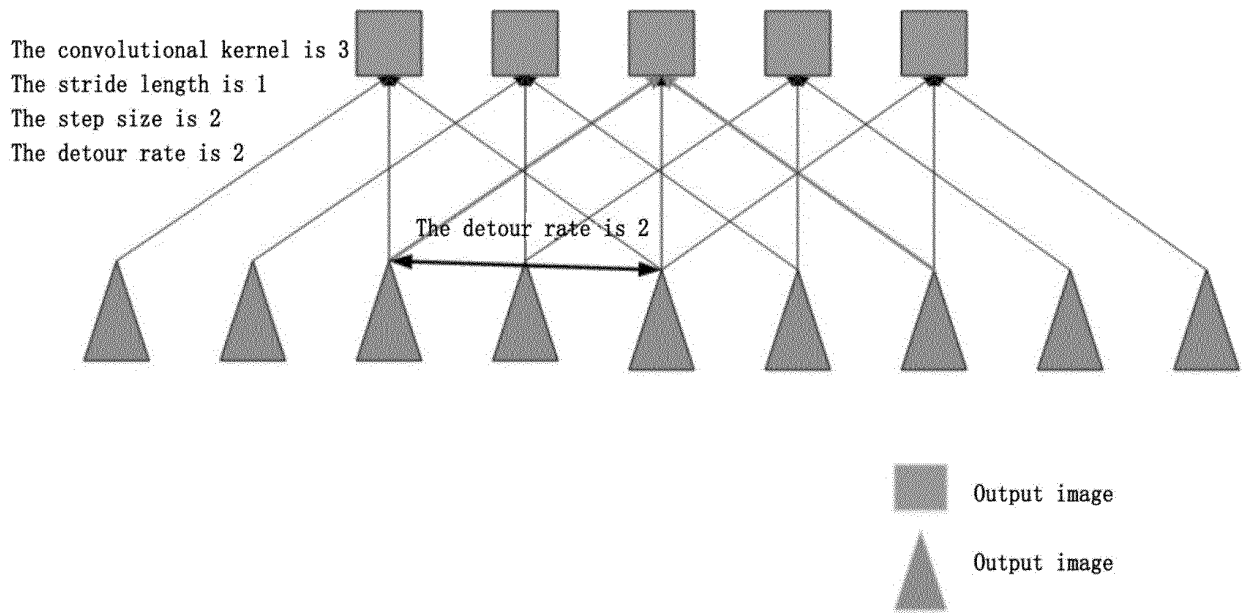 The convolutional kernel is 3
The stride length is 1
The step size is 2
The detour rate is 2
The detour rate is 2
Output image
Output image